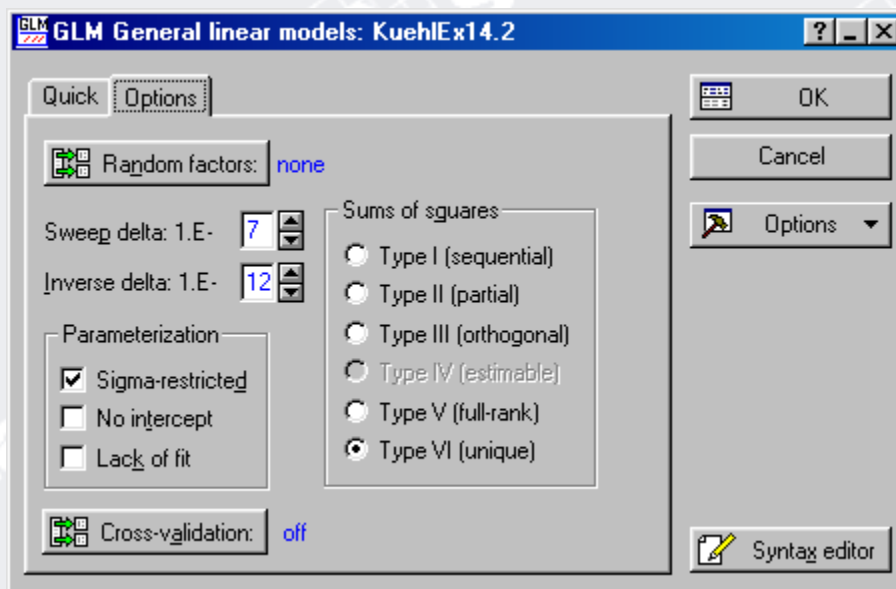 GLM GLM General linear models: KuehlEx14.2
Quick Options
Random factors: none
Sweep delta: 1.E- 7
Inverse delta: 1.E- 12
Parameterization
Sigma-restricted
No intercept
Lack of fit
Cross-validation: off
Sums of sguares
Type I (sequential)
Type II (partial)
Type III (orthogonal)
Type IV (estimable)
Type V (full-rank)
Type VI (unique)
OK
Cancel
Options
Syntax editor